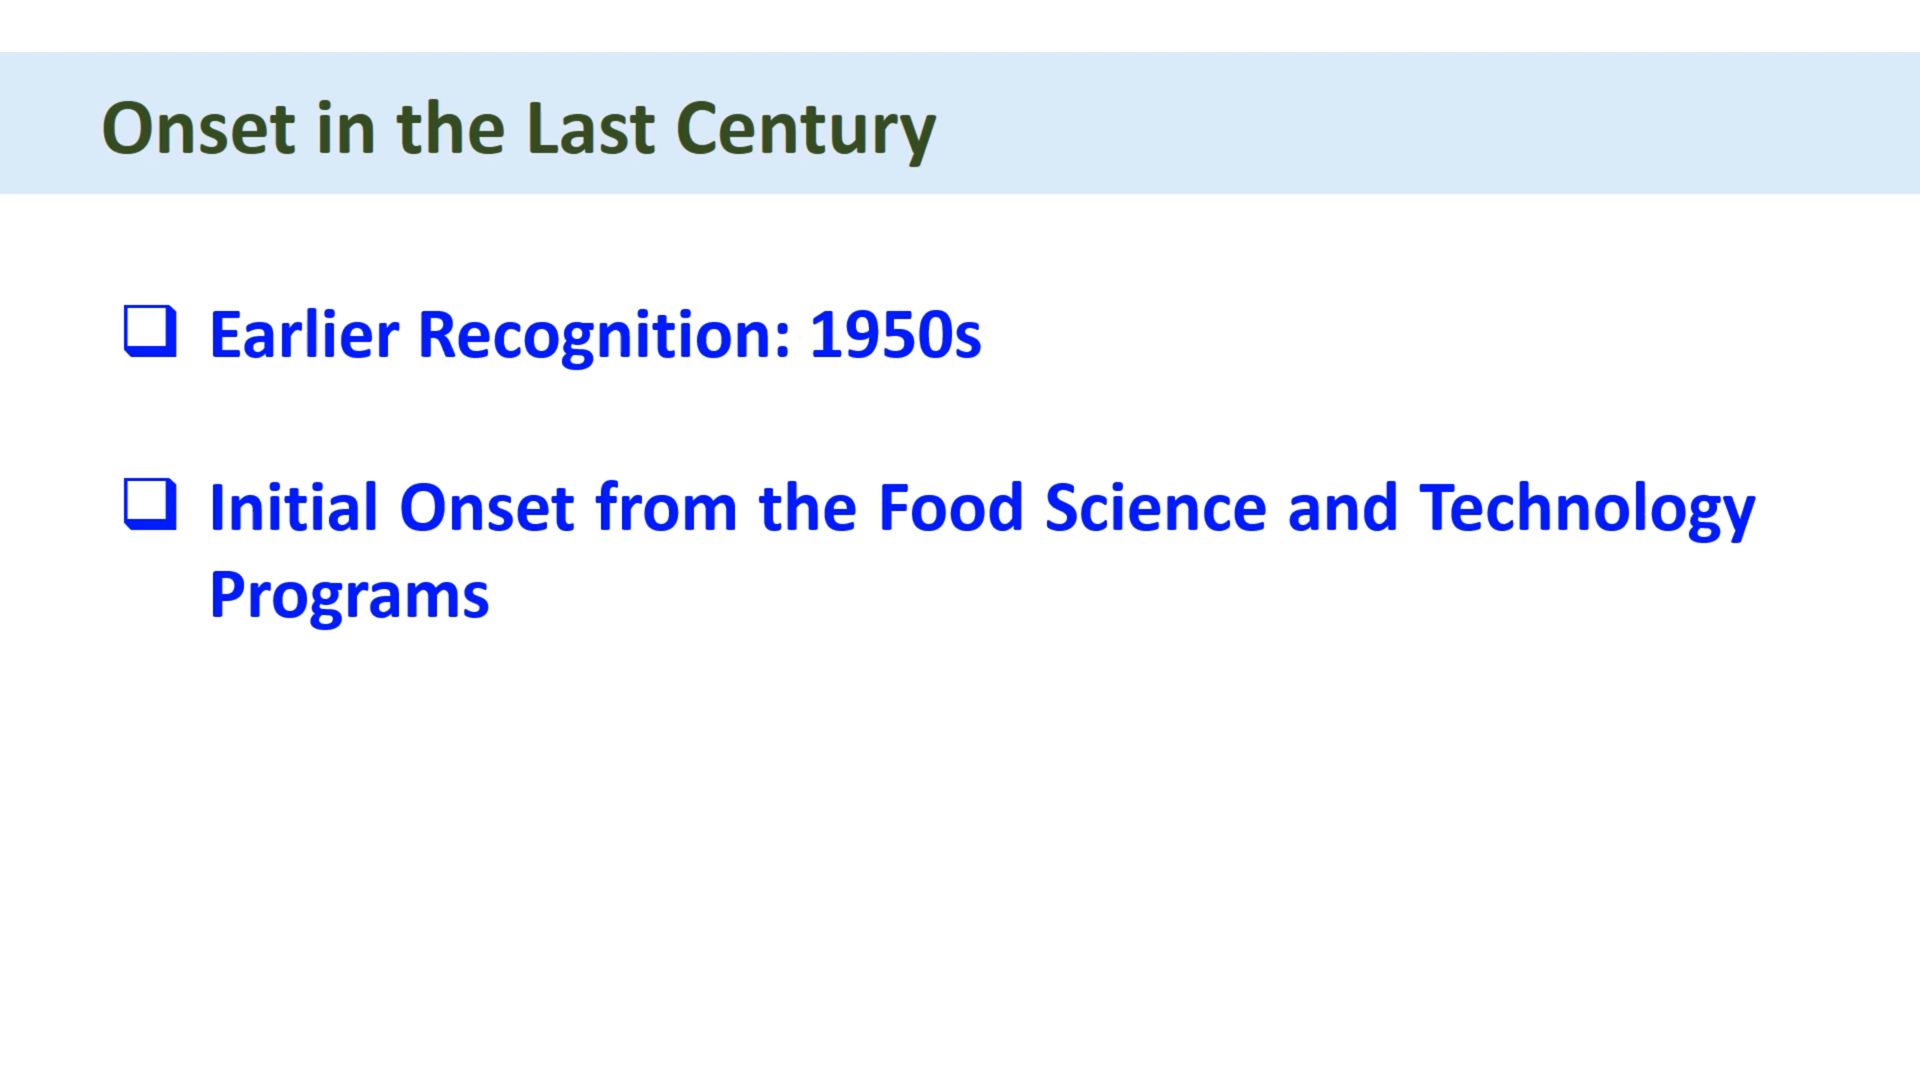 Onset in the Last Century
❑ Earlier Recognition: 1950s
❑ Initial Onset from the Food Science and Technology
Programs